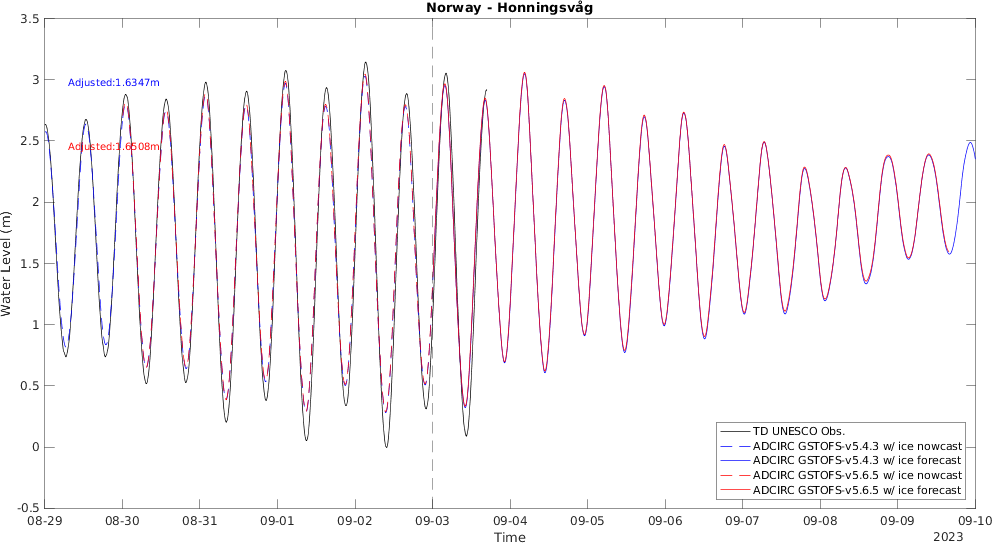 Norway - Honningsvåg
3.5
3
2.5
2
1.5
1
0.5
0
-0.5
Water Level (m)
Adjusted:1.6347m
Adjusted:1.6508m
TD UNESCO Obs.
ADCIRC GSTOFS-v5.4.3 w/ ice nowcast
ADCIRC GSTOFS-v5.4.3 w/ ice forecast
ADCIRC GSTOFS-v5.6.5 w/ ice nowcast
ADCIRC GSTOFS-v5.6.5 w/ ice forecast
08-29 08-30 08-31 09-01 09-02 09-03 09-04 09-05 09-06 09-07 09-08 09-09 09-10
Time
2023